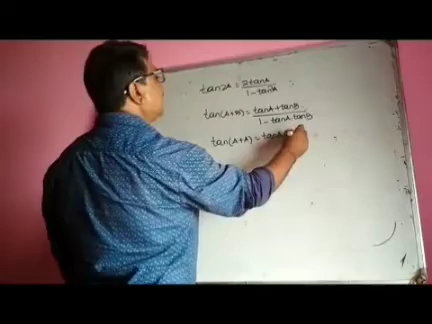 tan2A = 2tanA / 1 - tan²A
tan(A+B) = tanA + tanB / 1 - tanA.tanB
tan(A+A) = tanA